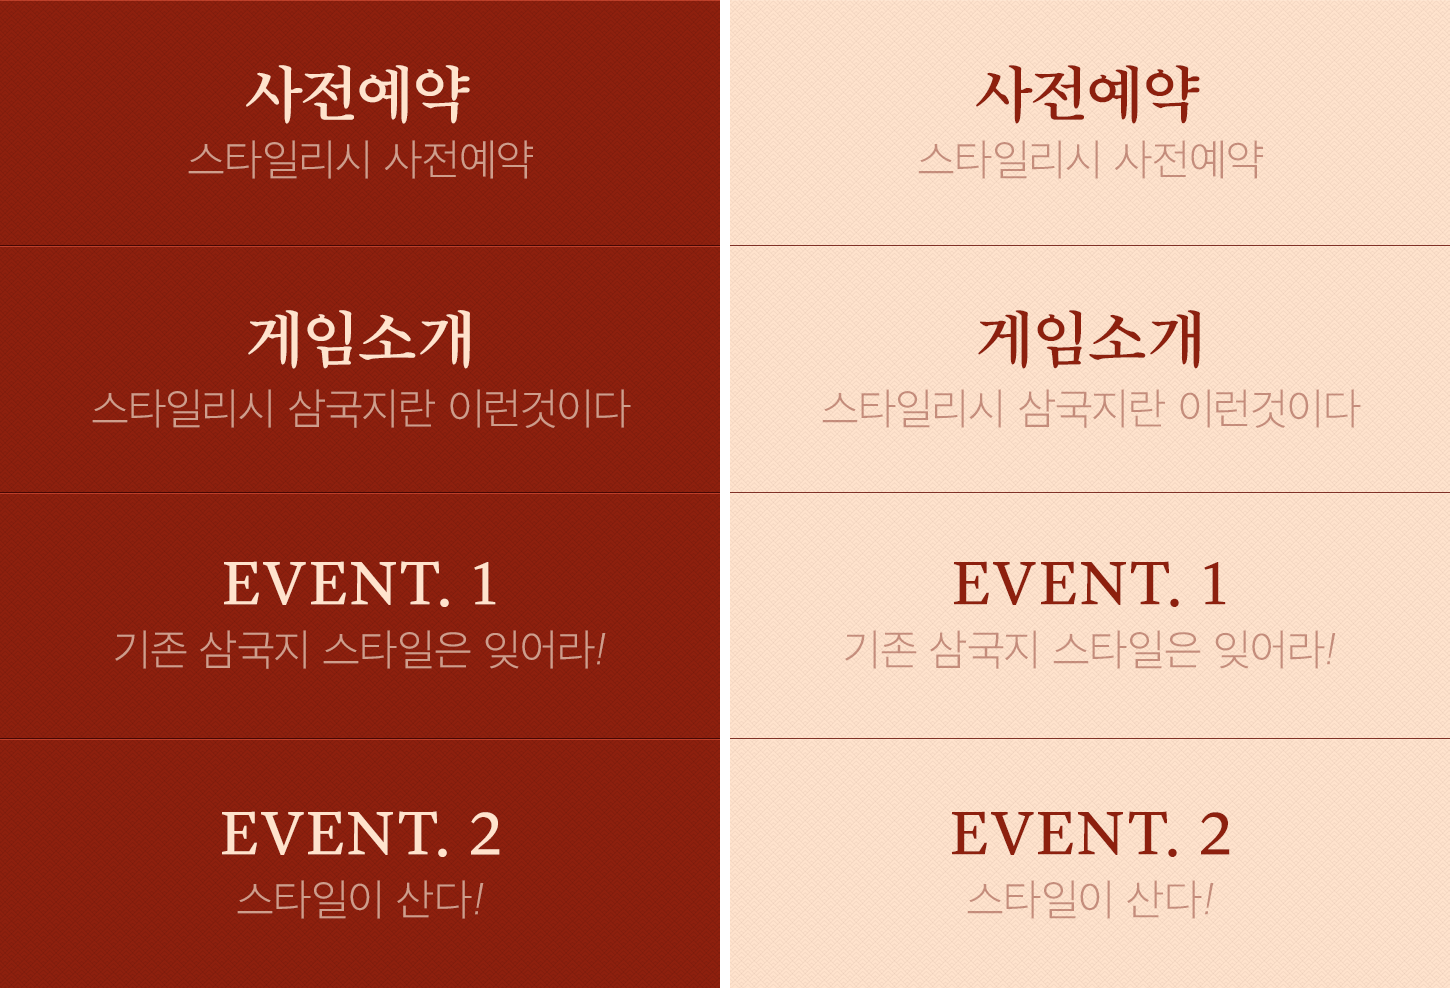 사전예약
스타일리시 사전예약
게임소개
스타일리시 삼국지란 이런것이다
EVENT. 1
기존 삼국지 스타일은 잊어라!
EVENT. 2
스타일이 산다!
사전예약
스타일리시 사전예약
게임소개
스타일리시 삼국지란 이런것이다
EVENT. 1
기존 삼국지 스타일은 잊어라!
EVENT. 2
스타일이 산다!